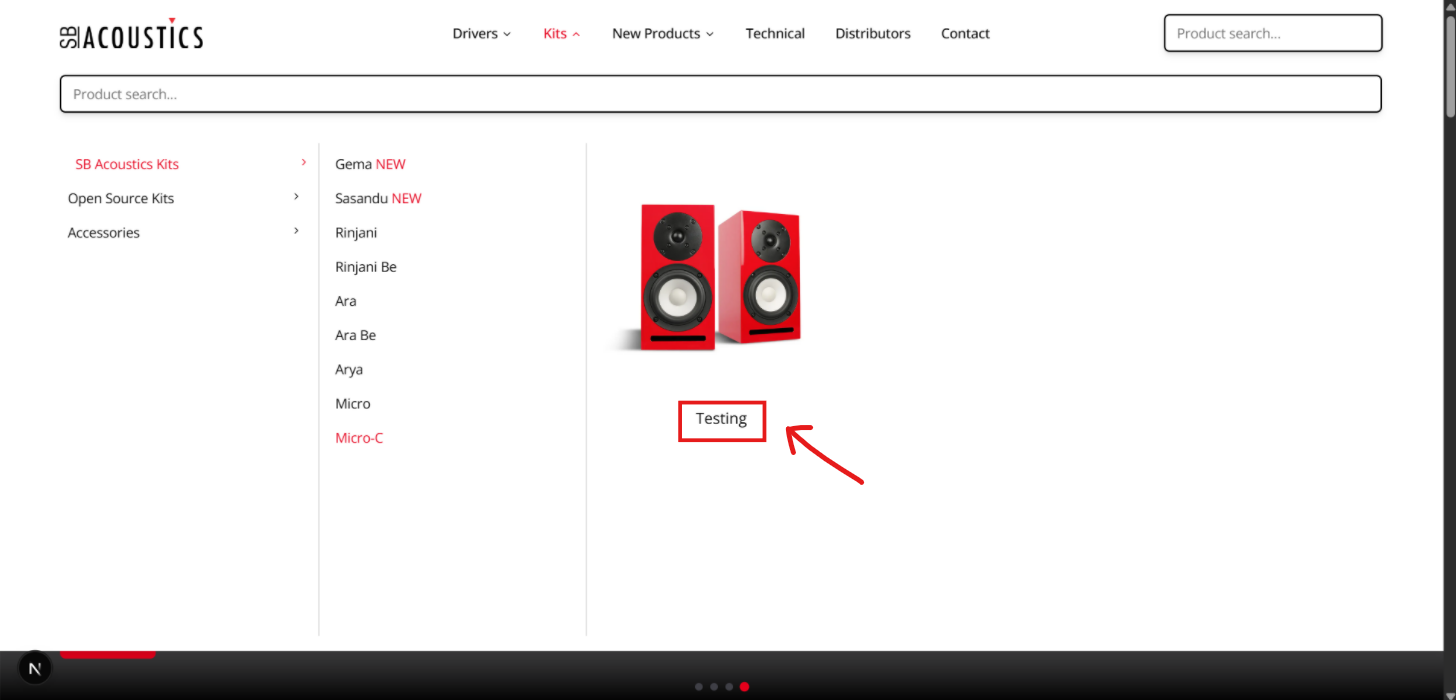 SB ACOUSTICS
Drivers
Kits
New Products
Technical
Distributors
Contact
Product search...
Product search...
SB Acoustics Kits
Open Source Kits
Accessories
Gema NEW
Sasandu NEW
Rinjani
Rinjani Be
Ara
Ara Be
Arya
Micro
Micro-C
Testing
N